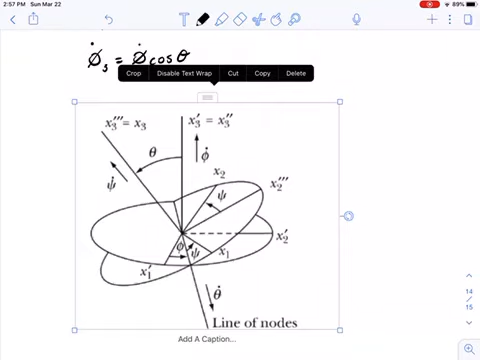 2:57 PM Sun Mar 22
89%
φ̇₃ = φ̇ cos θ
Crop Disable Text Wrap Cut Copy Delete
x₃‴ = x₃
x₃′ = x₃″
θ
φ̇
x₂
x₂‴
ψ̇
ψ
x₂′
φ
ψ
x₁
x₁′
θ̇
Line of nodes
Add A Caption...
14
15